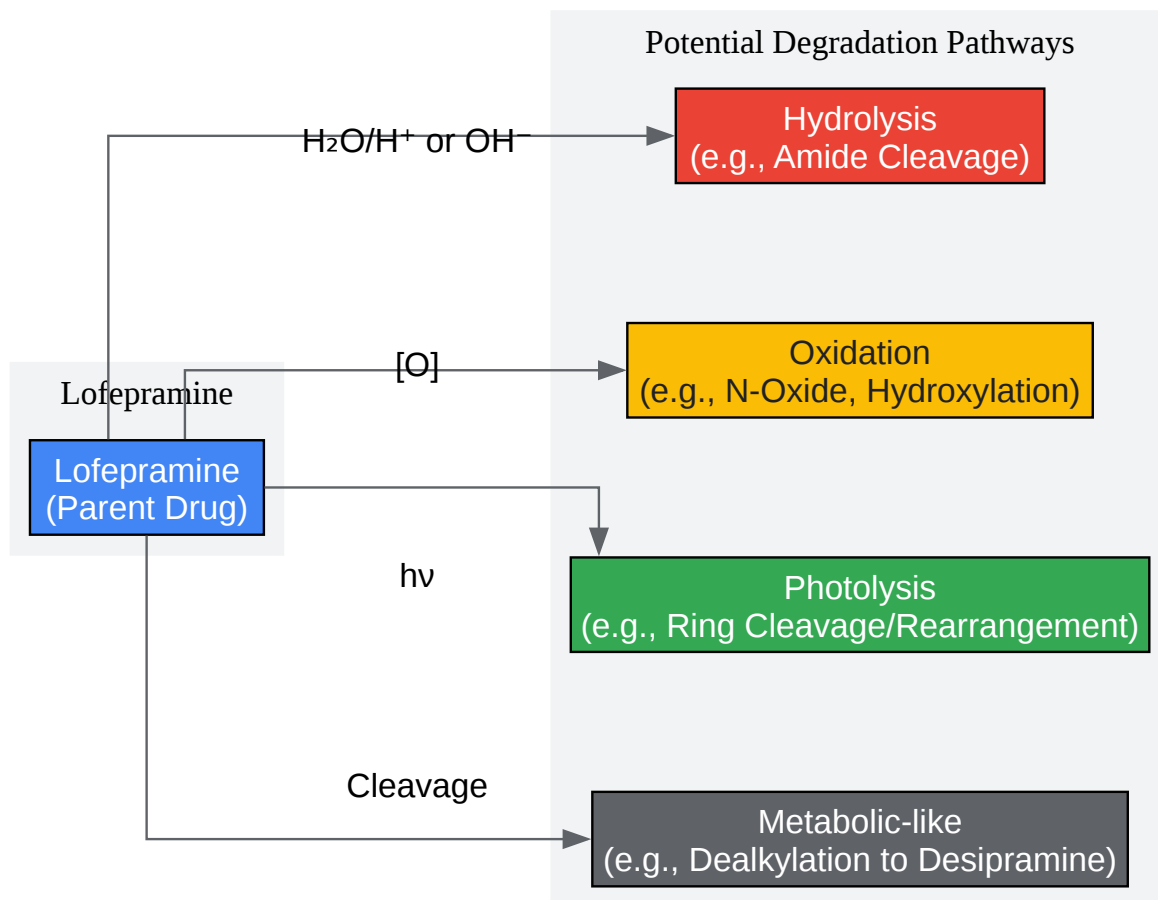 Potential Degradation Pathways
H₂O/H⁺ or OH⁻
Hydrolysis
(e.g., Amide Cleavage)
[O]
Oxidation
(e.g., N-Oxide, Hydroxylation)
Lofepramine
Lofepramine
(Parent Drug)
hν
Photolysis
(e.g., Ring Cleavage/Rearrangement)
Cleavage
Metabolic-like
(e.g., Dealkylation to Desipramine)